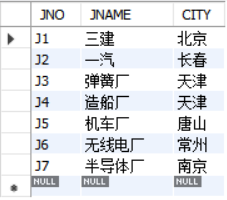 JNO JNAME CITY
J1 三建 北京
J2 一汽 长春
J3 弹簧厂 天津
J4 造船厂 天津
J5 机车厂 唐山
J6 无线电厂 常州
J7 半导体厂 南京
NULL NULL NULL